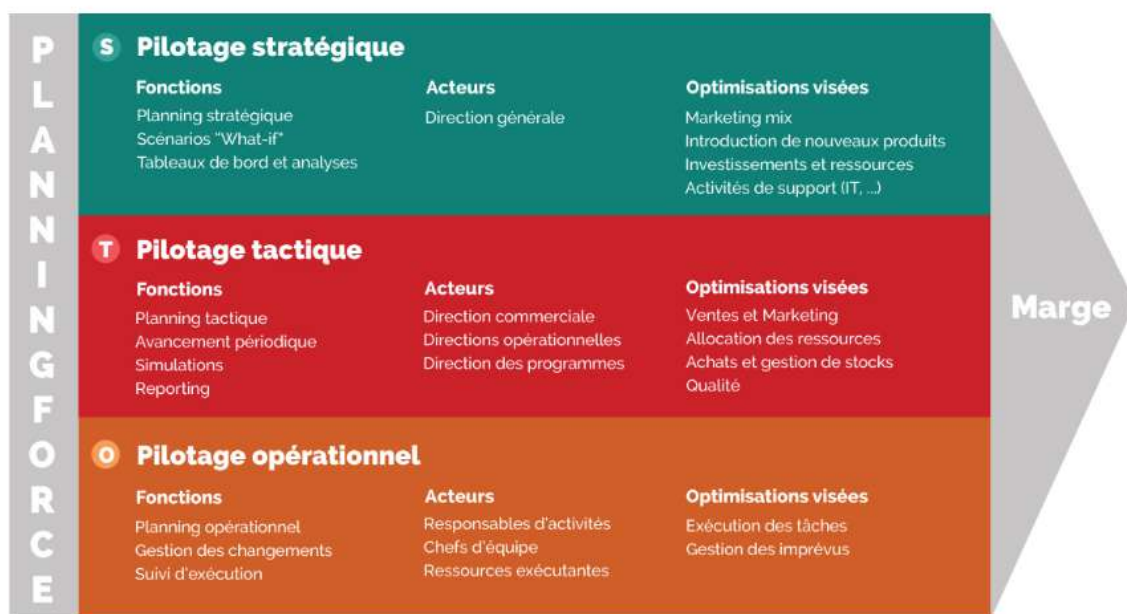 PLANNINGFORCE
S Pilotage stratégique
Fonctions
Planning stratégique
Scénarios "What-if"
Tableaux de bord et analyses
Acteurs
Direction générale
Optimisations visées
Marketing mix
Introduction de nouveaux produits
Investissements et ressources
Activités de support (IT, ...)
T Pilotage tactique
Fonctions
Planning tactique
Avancement périodique
Simulations
Reporting
Acteurs
Direction commerciale
Directions opérationnelles
Direction des programmes
Optimisations visées
Ventes et Marketing
Allocation des ressources
Achats et gestion de stocks
Qualité
O Pilotage opérationnel
Fonctions
Planning opérationnel
Gestion des changements
Suivi d'exécution
Acteurs
Responsables d'activités
Chefs d'équipe
Ressources exécutantes
Optimisations visées
Exécution des tâches
Gestion des imprévus
Marge